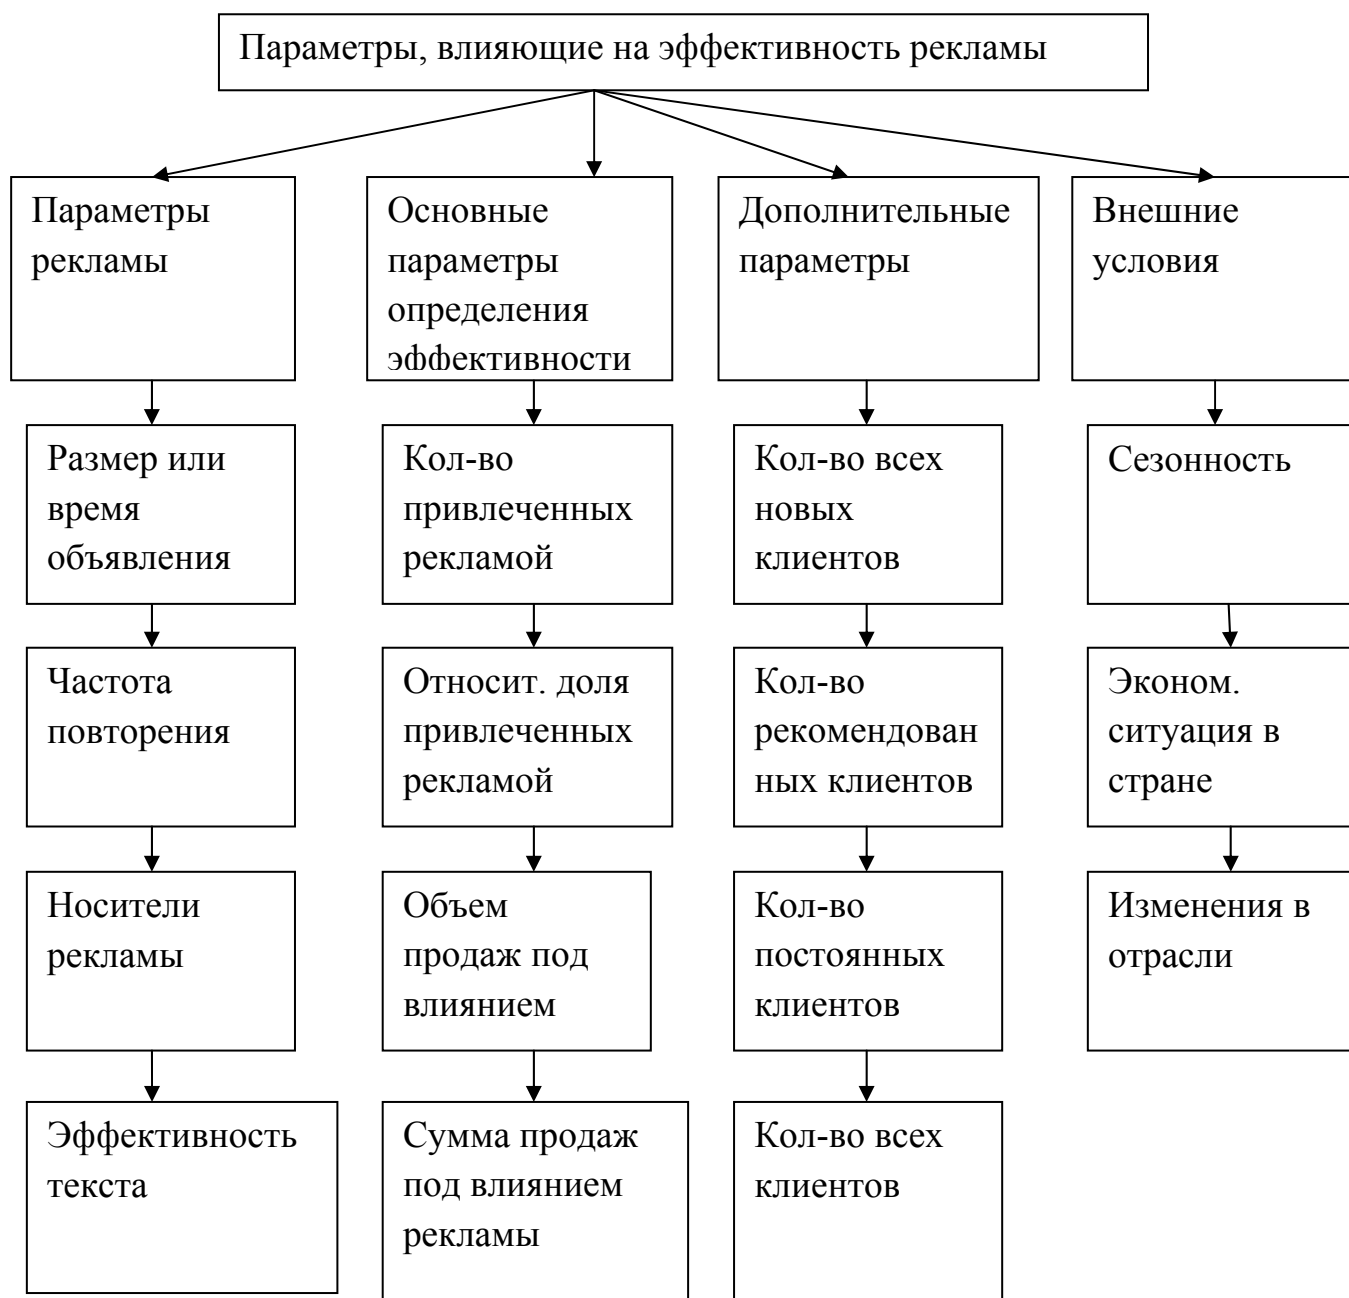 Параметры, влияющие на эффективность рекламы
Параметры
рекламы
Основные
параметры
определения
эффективности
Дополнительные
параметры
Внешние
условия
Размер или
время
объявления
Кол-во
привлеченных
рекламой
Кол-во всех
новых
клиентов
Сезонность
Частота
повторения
Относит. доля
привлеченных
рекламой
Кол-во
рекомендован
ных клиентов
Эконом.
ситуация в
стране
Носители
рекламы
Объем
продаж под
влиянием
Кол-во
постоянных
клиентов
Изменения в
отрасли
Эффективность
текста
Сумма продаж
под влиянием
рекламы
Кол-во всех
клиентов